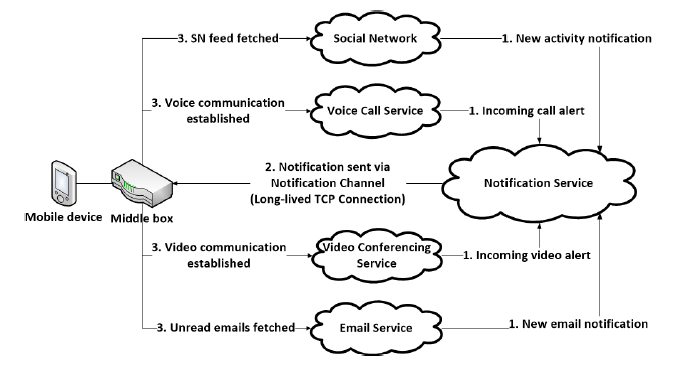 3. SN feed fetched
Social Network
1. New activity notification
3. Voice communication
established
Voice Call Service
1. Incoming call alert
2. Notification sent via
Notification Channel
(Long-lived TCP Connection)
Notification Service
Mobile device
Middle box
3. Video communication
established
Video Conferencing
Service
1. Incoming video alert
3. Unread emails fetched
Email Service
1. New email notification